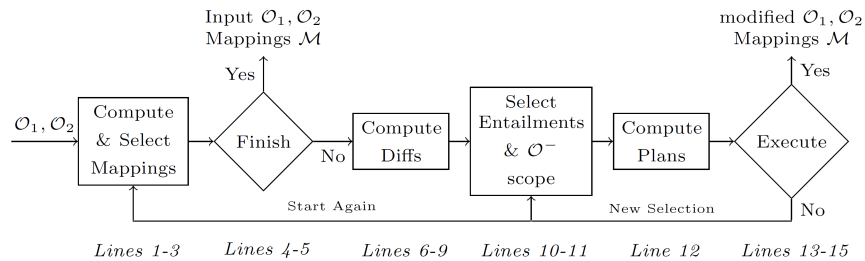 Input 𝒪₁, 𝒪₂
Mappings ℳ
modified 𝒪₁, 𝒪₂
Mappings ℳ
Yes
Yes
𝒪₁, 𝒪₂
Compute
& Select
Mappings
Finish
No
Compute
Diffs
Select
Entailments
& 𝒪⁻
scope
Compute
Plans
Execute
No
Start Again
New Selection
Lines 1-3
Lines 4-5
Lines 6-9
Lines 10-11
Line 12
Lines 13-15